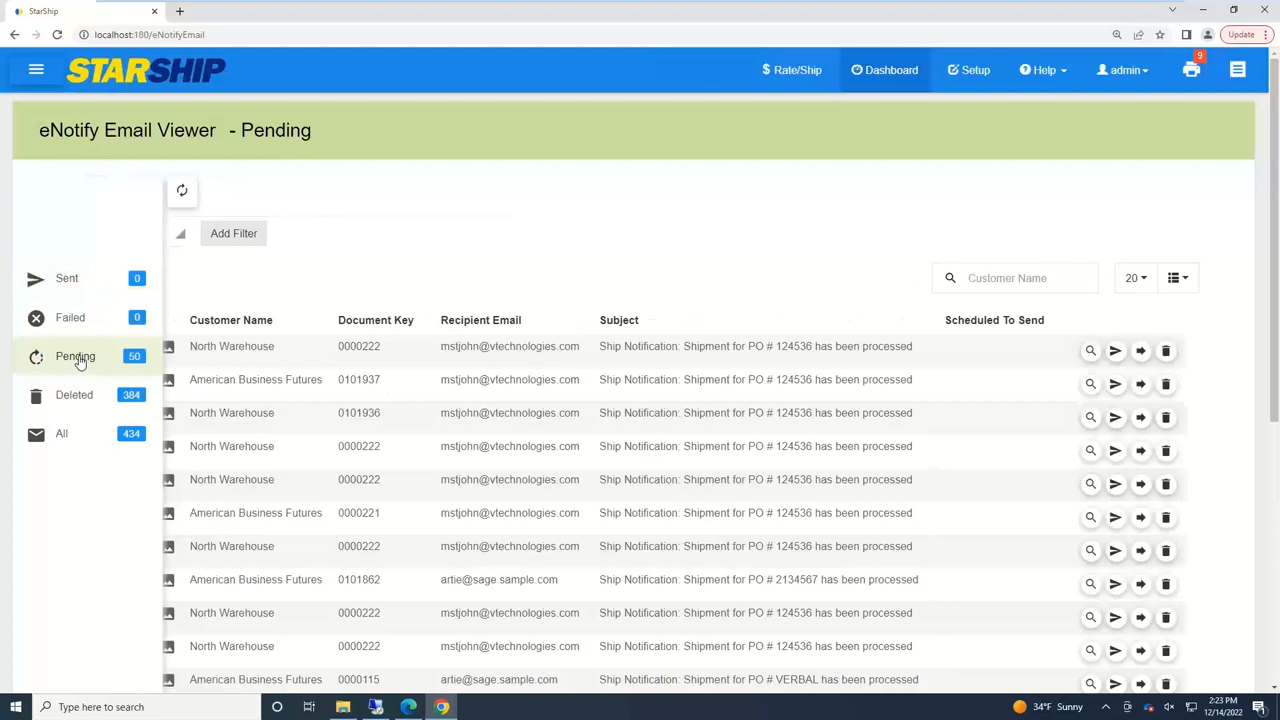 StarShip
localhost:180/eNotifyEmail
Update
STARSHIP
$ Rate/Ship
Dashboard
Setup
Help
admin
9
eNotify Email Viewer - Pending
Add Filter
Sent 0
Failed 0
Pending 50
Deleted 384
All 434
Customer Name
20
Customer Name Document Key Recipient Email Subject Scheduled To Send
North Warehouse 0000222 mstjohn@vtechnologies.com Ship Notification: Shipment for PO # 124536 has been processed
American Business Futures 0101937 mstjohn@vtechnologies.com Ship Notification: Shipment for PO # 124536 has been processed
North Warehouse 0101936 mstjohn@vtechnologies.com Ship Notification: Shipment for PO # 124536 has been processed
North Warehouse 0000222 mstjohn@vtechnologies.com Ship Notification: Shipment for PO # 124536 has been processed
North Warehouse 0000222 mstjohn@vtechnologies.com Ship Notification: Shipment for PO # 124536 has been processed
American Business Futures 0000221 mstjohn@vtechnologies.com Ship Notification: Shipment for PO # 124536 has been processed
North Warehouse 0000222 mstjohn@vtechnologies.com Ship Notification: Shipment for PO # 124536 has been processed
American Business Futures 0101862 artie@sage.sample.com Ship Notification: Shipment for PO # 2134567 has been processed
North Warehouse 0000222 mstjohn@vtechnologies.com Ship Notification: Shipment for PO # 124536 has been processed
North Warehouse 0000222 mstjohn@vtechnologies.com Ship Notification: Shipment for PO # 124536 has been processed
American Business Futures 0000115 artie@sage.sample.com Ship Notification: Shipment for PO # VERBAL has been processed
Type here to search
34°F Sunny
2:23 PM
12/14/2022
1